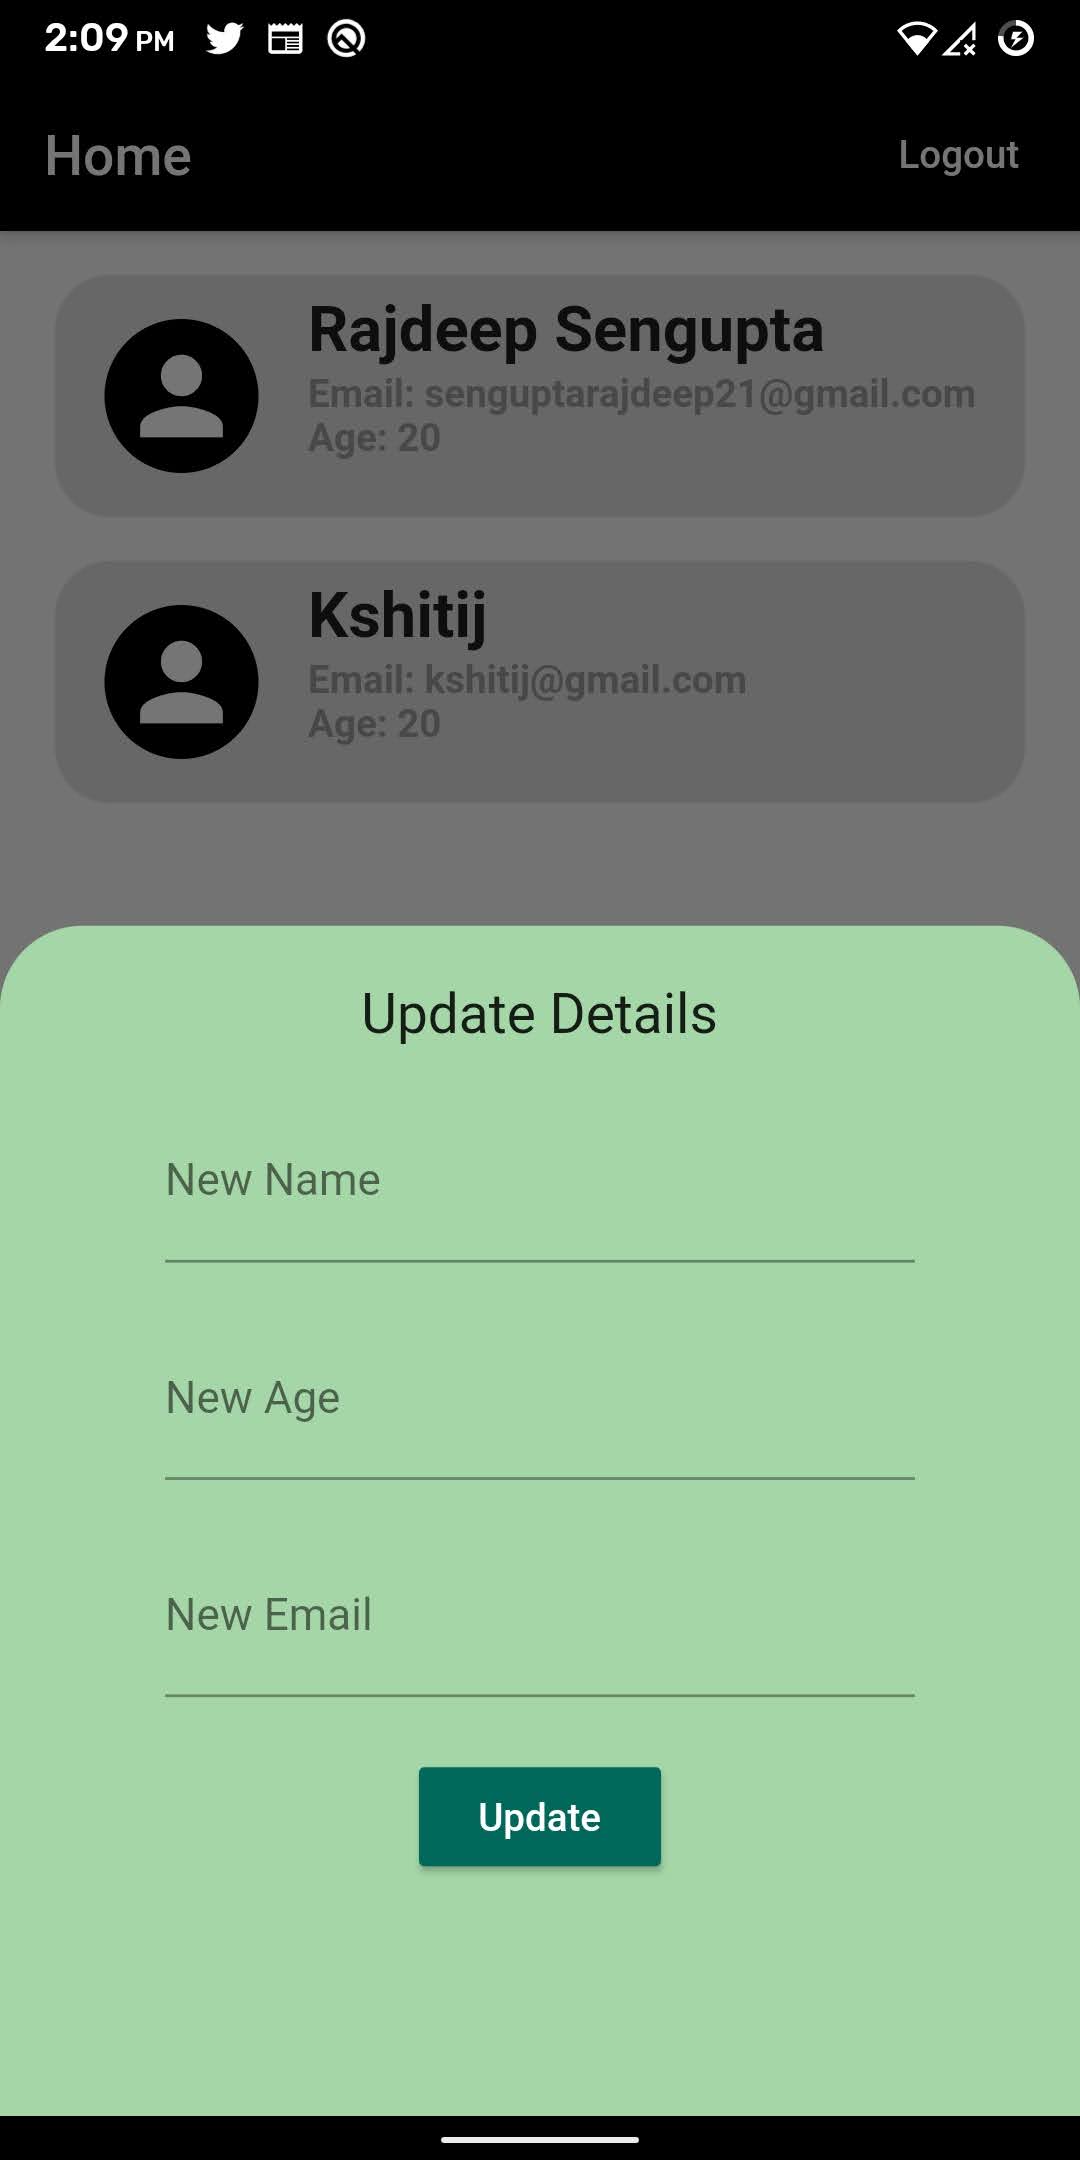 2:09 PM
Home
Logout
Rajdeep Sengupta
Email: senguptarajdeep21@gmail.com
Age: 20
Kshitij
Email: kshitij@gmail.com
Age: 20
Update Details
New Name
New Age
New Email
Update